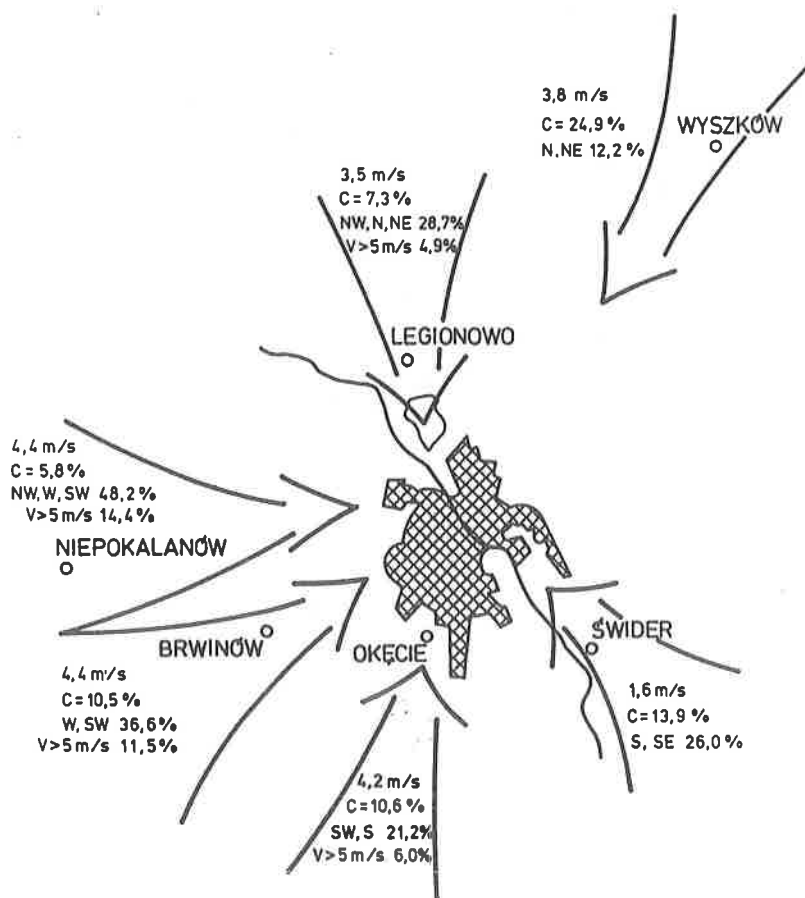 3,8 m/s
C = 24,9 %
N, NE 12,2 %
WYSZKÓW
3,5 m/s
C = 7,3 %
NW, N, NE 28,7%
V > 5 m/s 4,9%
LEGIONOWO
4,4 m/s
C = 5,8 %
NW, W, SW 48,2 %
V > 5 m/s 14,4 %
NIEPOKALANÓW
BRWINÓW
4,4 m/s
C = 10,5 %
W, SW 36,6 %
V > 5 m/s 11,5 %
OKĘCIE
4,2 m/s
C = 10,6 %
SW, S 21,2%
V > 5 m/s 6,0%
ŚWIDER
1,6 m/s
C = 13,9 %
S, SE 26,0 %